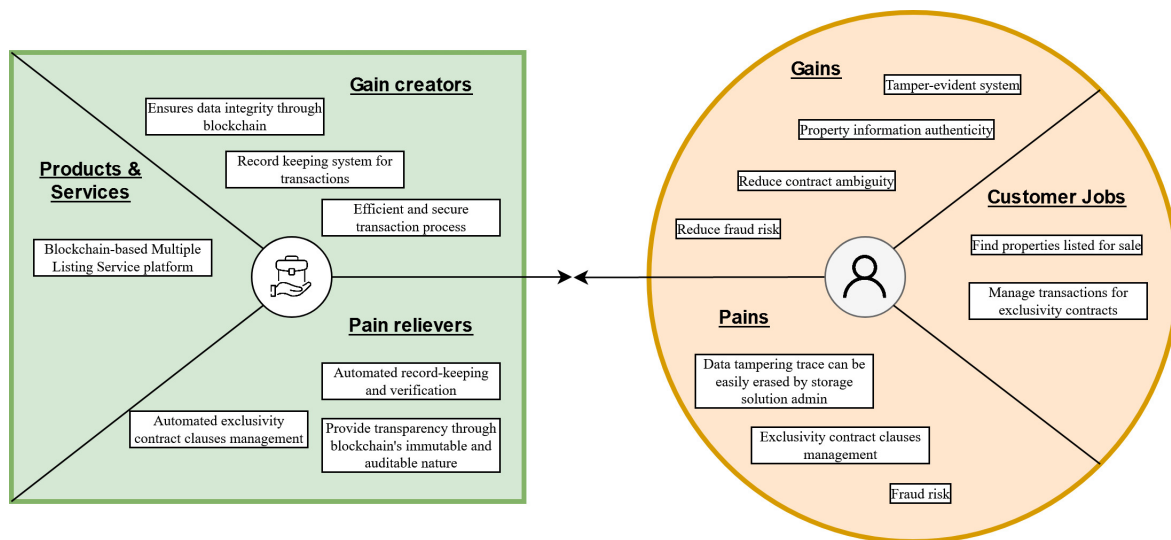 Gain creators
Ensures data integrity through
blockchain
Record keeping system for
transactions
Efficient and secure
transaction process
Products &
Services
Blockchain-based Multiple
Listing Service platform
Pain relievers
Automated record-keeping
and verification
Automated exclusivity
contract clauses management
Provide transparency through
blockchain's immutable and
auditable nature
Gains
Tamper-evident system
Property information authenticity
Reduce contract ambiguity
Reduce fraud risk
Customer Jobs
Find properties listed for sale
Manage transactions for
exclusivity contracts
Pains
Data tampering trace can be
easily erased by storage
solution admin
Exclusivity contract clauses
management
Fraud risk